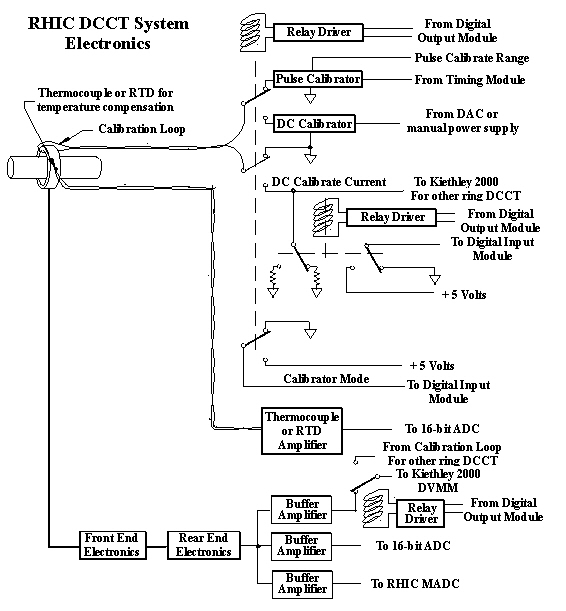 RHIC DCCT System
Electronics
From Digital
Output Module
Relay Driver
Pulse Calibrate Range
Pulse Calibrator
From Timing Module
Thermocouple or RTD for
temperature compensation
Calibration Loop
DC Calibrator
From DAC or
manual power supply
DC Calibrate Current
To Kiethley 2000
For other ring DCCT
Relay Driver
From Digital
Output Module
To Digital Input
Module
+ 5 Volts
+ 5 Volts
Calibrator Mode
To Digital Input
Module
Thermocouple
or RTD
Amplifier
To 16-bit ADC
From Calibration Loop
For other ring DCCT
To Kiethley 2000
DVMM
Buffer
Amplifier
Relay
Driver
From Digital
Output Module
Front End
Electronics
Rear End
Electronics
Buffer
Amplifier
To 16-bit ADC
Buffer
Amplifier
To RHIC MADC